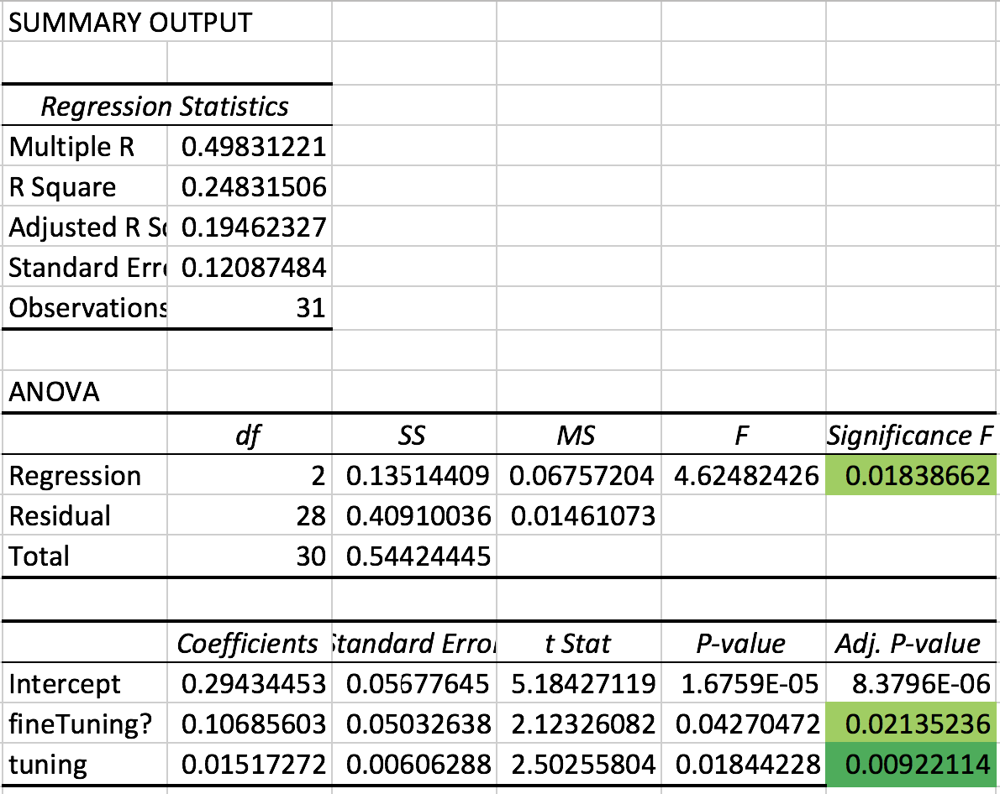 SUMMARY OUTPUT
Regression Statistics
Multiple R 0.49831221
R Square 0.24831506
Adjusted R Sq 0.19462327
Standard Erro 0.12087484
Observations 31
ANOVA
df SS MS F Significance F
Regression 2 0.13514409 0.06757204 4.62482426 0.01838662
Residual 28 0.40910036 0.01461073
Total 30 0.54424445
Coefficients Standard Error t Stat P-value Adj. P-value
Intercept 0.29434453 0.05677645 5.18427119 1.6759E-05 8.3796E-06
fineTuning? 0.10685603 0.05032638 2.12326082 0.04270472 0.02135236
tuning 0.01517272 0.00606288 2.50255804 0.01844228 0.00922114